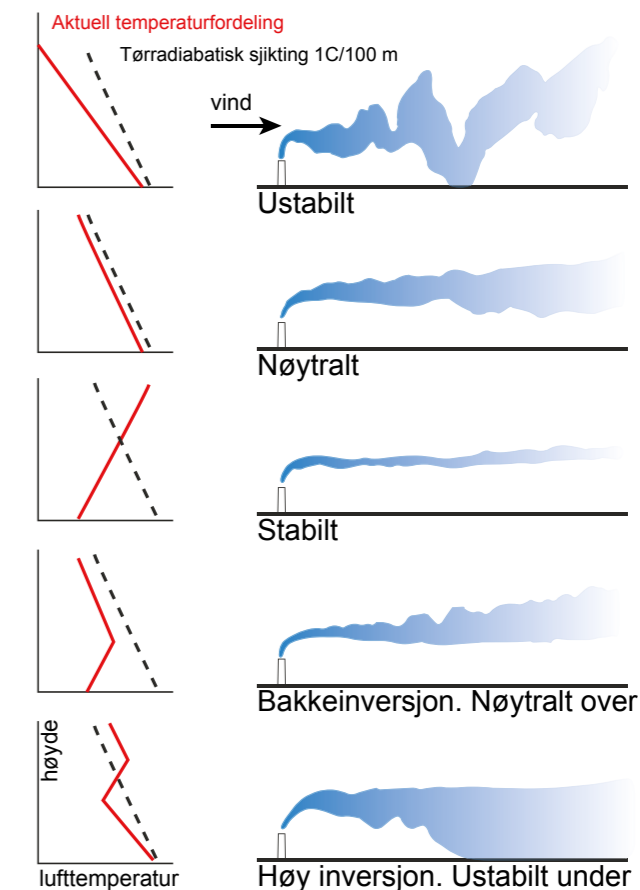 Aktuell temperaturfordeling
Tørradiabatisk sjikting 1C/100 m
vind
Ustabilt
Nøytralt
Stabilt
Bakkeinversjon. Nøytralt over
høyde
lufttemperatur
Høy inversjon. Ustabilt under